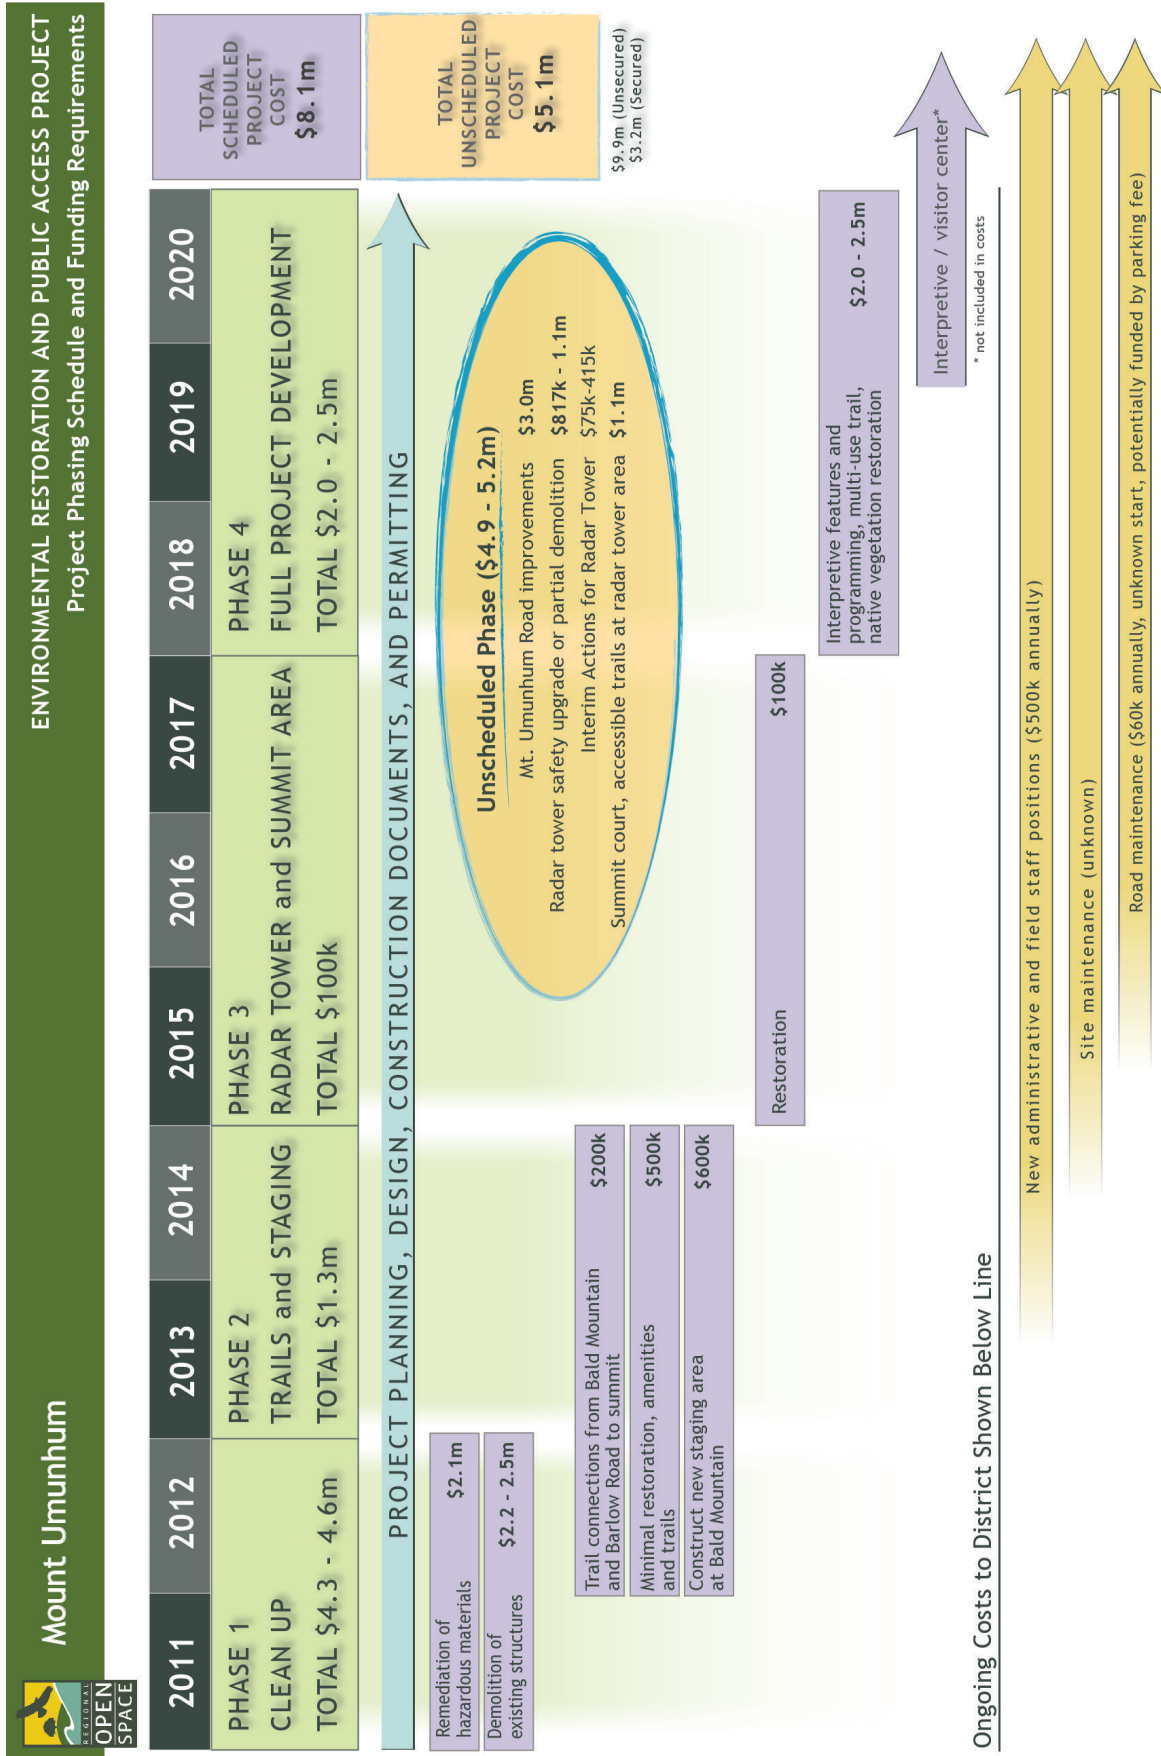 Mount Umunhum
ENVIRONMENTAL RESTORATION AND PUBLIC ACCESS PROJECT
Project Phasing Schedule and Funding Requirements
REGIONAL
OPEN
SPACE
2011
2012
2013
2014
2015
2016
2017
2018
2019
2020
PHASE 1
CLEAN UP
TOTAL $4.3 - 4.6m
PHASE 2
TRAILS and STAGING
TOTAL $1.3m
PHASE 3
RADAR TOWER and SUMMIT AREA
TOTAL $100k
PHASE 4
FULL PROJECT DEVELOPMENT
TOTAL $2.0 - 2.5m
TOTAL
SCHEDULED
PROJECT
COST
$8.1m
TOTAL
UNSCHEDULED
PROJECT
COST
$5.1m
$9.9m (Unsecured)
$3.2m (Secured)
PROJECT PLANNING, DESIGN, CONSTRUCTION DOCUMENTS, AND PERMITTING
Remediation of
hazardous materials $2.1m
Demolition of
existing structures $2.2 - 2.5m
Unscheduled Phase ($4.9 - 5.2m)
Mt. Umunhum Road improvements $3.0m
Radar tower safety upgrade or partial demolition $817k - 1.1m
Interim Actions for Radar Tower $75k-415k
Summit court, accessible trails at radar tower area $1.1m
Trail connections from Bald Mountain
and Barlow Road to summit $200k
Minimal restoration, amenities
and trails $500k
Construct new staging area
at Bald Mountain $600k
Restoration $100k
Interpretive features and
programming, multi-use trail,
native vegetation restoration $2.0 - 2.5m
Interpretive / visitor center*
* not included in costs
Ongoing Costs to District Shown Below Line
New administrative and field staff positions ($500k annually)
Site maintenance (unknown)
Road maintenance ($60k annually, unknown start, potentially funded by parking fee)